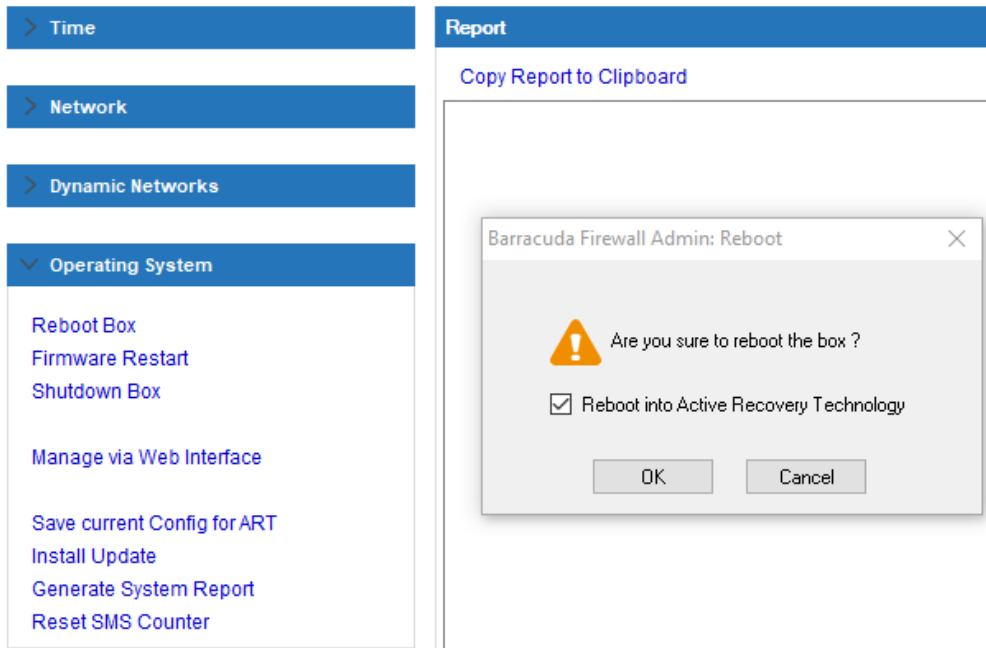 Time
Network
Dynamic Networks
Operating System
Reboot Box
Firmware Restart
Shutdown Box
Manage via Web Interface
Save current Config for ART
Install Update
Generate System Report
Reset SMS Counter
Report
Copy Report to Clipboard
Barracuda Firewall Admin: Reboot
Are you sure to reboot the box ?
Reboot into Active Recovery Technology
OK
Cancel